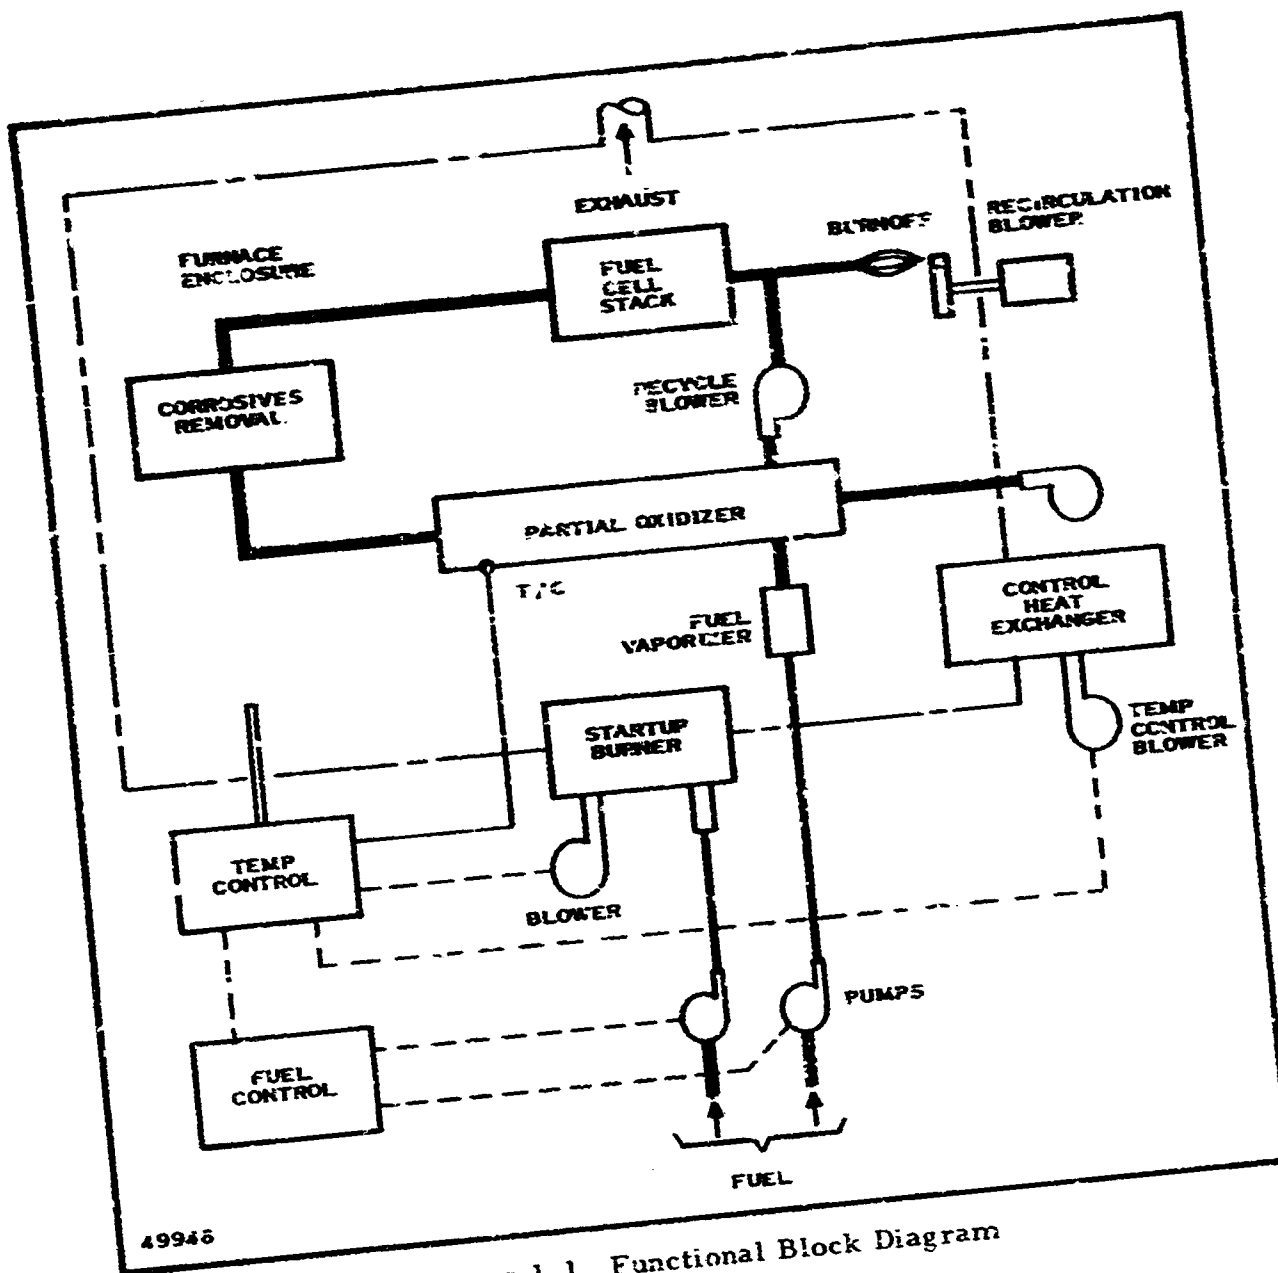 EXHAUST
RECIRCULATION
BLOWER
BURNOFF
FURNACE
ENCLOSURE
FUEL
CELL
STACK
RECYCLE
BLOWER
CORROSIVES
REMOVAL
PARTIAL OXIDIZER
T/C
CONTROL
HEAT
EXCHANGER
FUEL
VAPORIZER
STARTUP
BURNER
TEMP
CONTROL
BLOWER
TEMP
CONTROL
BLOWER
PUMPS
FUEL
CONTROL
FUEL
Functional Block Diagram